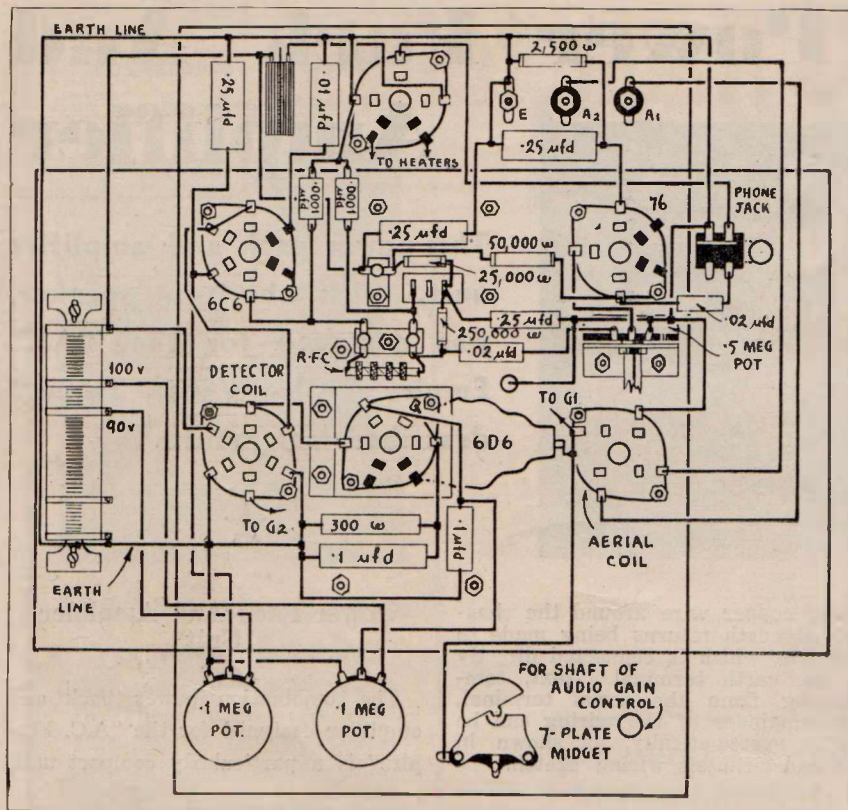 EARTH LINE
2,500 ω
.25 µfd
.01 µfd
E
A2
A1
TO HEATERS
.25 µfd
.0001 µfd
.0001 µfd
76
PHONE JACK
.25 µfd
50,000 ω
25,000 ω
6C6
.25 µfd
.02 µfd
250,000 ω
.02 µfd
.5 MEG POT
R.FC
100 v
DETECTOR COIL
90 v
TO G1
6D6
TO G2
300 ω
.1 µfd
.1 µfd
AERIAL COIL
EARTH LINE
FOR SHAFT OF
AUDIO GAIN
CONTROL
.1 MEG POT.
.1 MEG POT.
7-PLATE
MIDGET